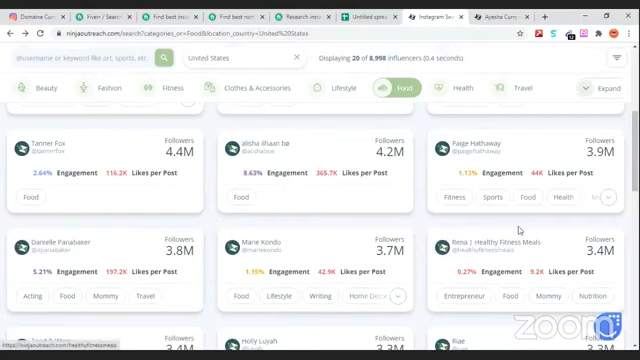 Domaine Cur
Fiverr / Search
Find best insta
Find best north
Untitled spre
Instagram Sea
Ayesha Curry
ninjaoutreach.com/search?categories_or=Food&location_country=United%20States
@username or keyword like art, sports, etc.
United States
Displaying 20 of 8,998 influencers (0.4 seconds)
Beauty
Fashion
Fitness
Clothes & Accessories
Lifestyle
Food
Health
Travel
Expand
Tanner Fox
@tannerfox
Followers
4.4M
2.64% Engagement 116.2K Likes per Post
Food
alisha ilhaan bø
Followers
4.2M
8.63% Engagement 365.7K Likes per Post
Food
Paige Hathaway
@paigehathaway
Followers
3.9M
1.13% Engagement 44K Likes per Post
Fitness Sports Food Health
Danielle Panabaker
@dpanabaker
Followers
3.8M
5.21% Engagement 197.2K Likes per Post
Acting Food Mommy Travel
Marie Kondo
@mariekondo
Followers
3.7M
1.15% Engagement 42.9K Likes per Post
Food Lifestyle Writing Home Decor
Rena | Healthy Fitness Meals
@healthyfitnessmeals
Followers
3.4M
0.27% Engagement 9.2K Likes per Post
Entrepreneur Food Mommy Nutrition
Followers
Holly Luyah
Followers
Riae
Followers
https://ninjaoutreach.com/healthyfitnessmeals
zoom